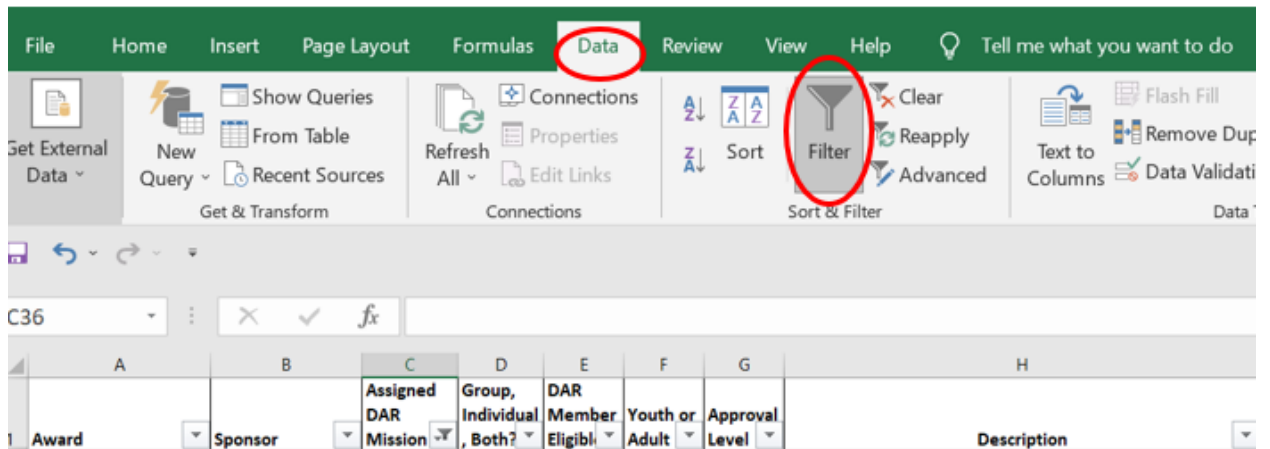 File Home Insert Page Layout Formulas Data Review View Help Tell me what you want to do
Get External Data
New Query
Show Queries
From Table
Recent Sources
Get & Transform
Refresh All
Connections
Properties
Edit Links
Connections
A Z
Z A
Z A A Z
Sort
Filter
Clear
Reapply
Advanced
Sort & Filter
Text to Columns
Flash Fill
Remove Dup
Data Validati
Data
C36 fx
A B C D E F G H
1 Award
Sponsor
Assigned
DAR
Mission
Group,
Individual
, Both?
DAR
Member
Eligibl
Youth or
Adult
Approval
Level
Description